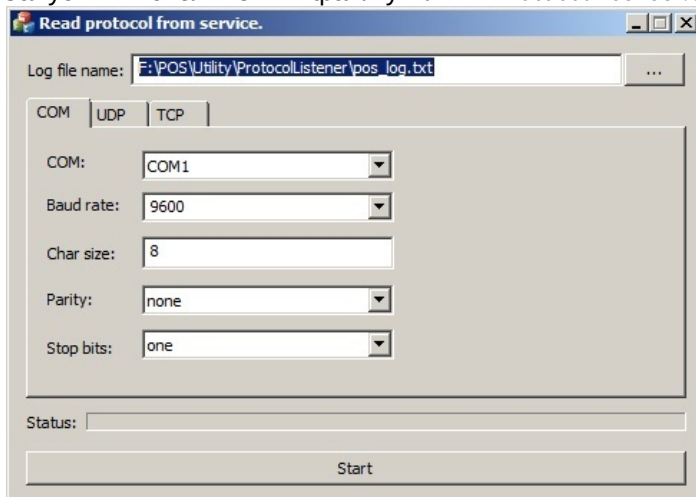 Read protocol from service.
Log file name: F:\POS\Utility\ProtocolListener\pos_log.txt ...
COM UDP TCP
COM: COM1
Baud rate: 9600
Char size: 8
Parity: none
Stop bits: one
Status:
Start